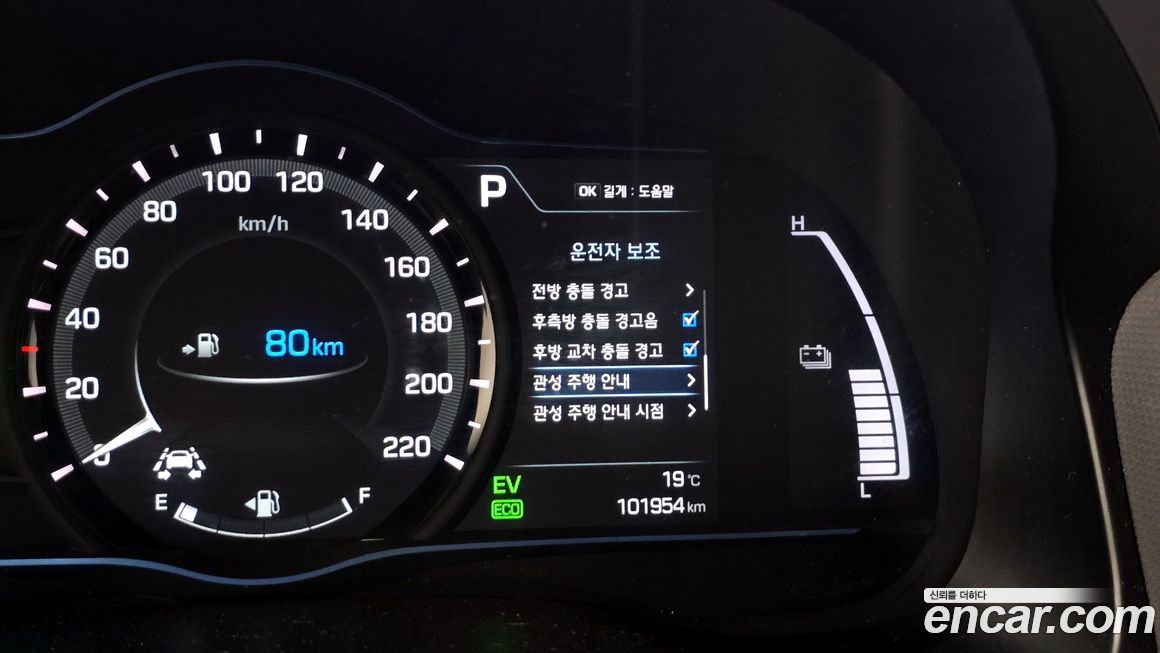 0
20
40
60
80
100
120
140
160
180
200
220
km/h
80km
E
F
P
OK 길게 : 도움말
운전자 보조
전방 충돌 경고
후측방 충돌 경고음
후방 교차 충돌 경고
관성 주행 안내
관성 주행 안내 시점
EV
ECO
19℃
101954 km
H
L
신뢰를 더하다
encar.com